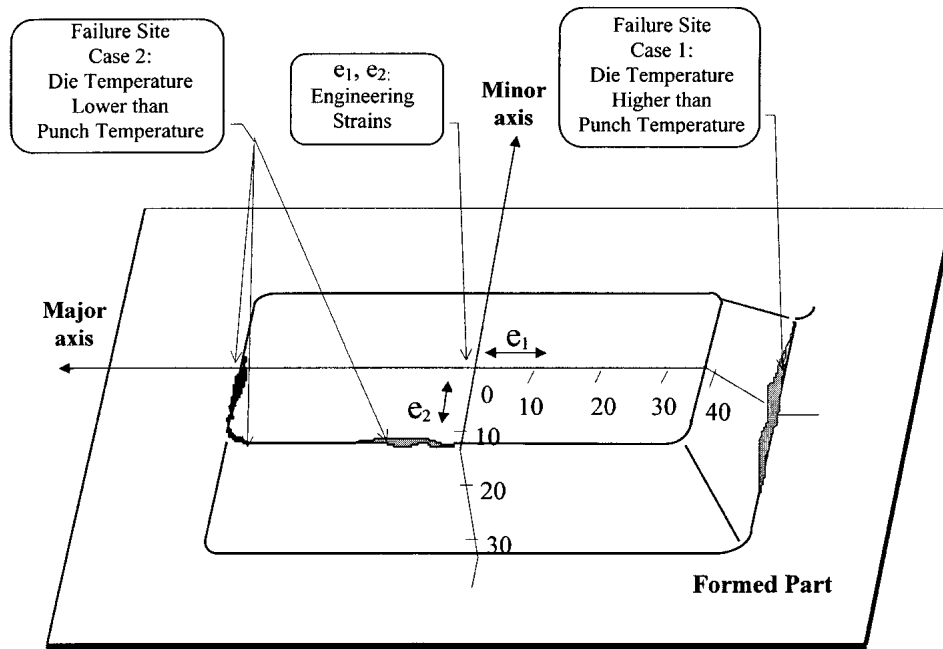 Failure Site
Case 2:
Die Temperature
Lower than
Punch Temperature
e1, e2:
Engineering
Strains
Minor
axis
Failure Site
Case 1:
Die Temperature
Higher than
Punch Temperature
Major
axis
e1
e2
0
10
20
30
40
10
20
30
Formed Part